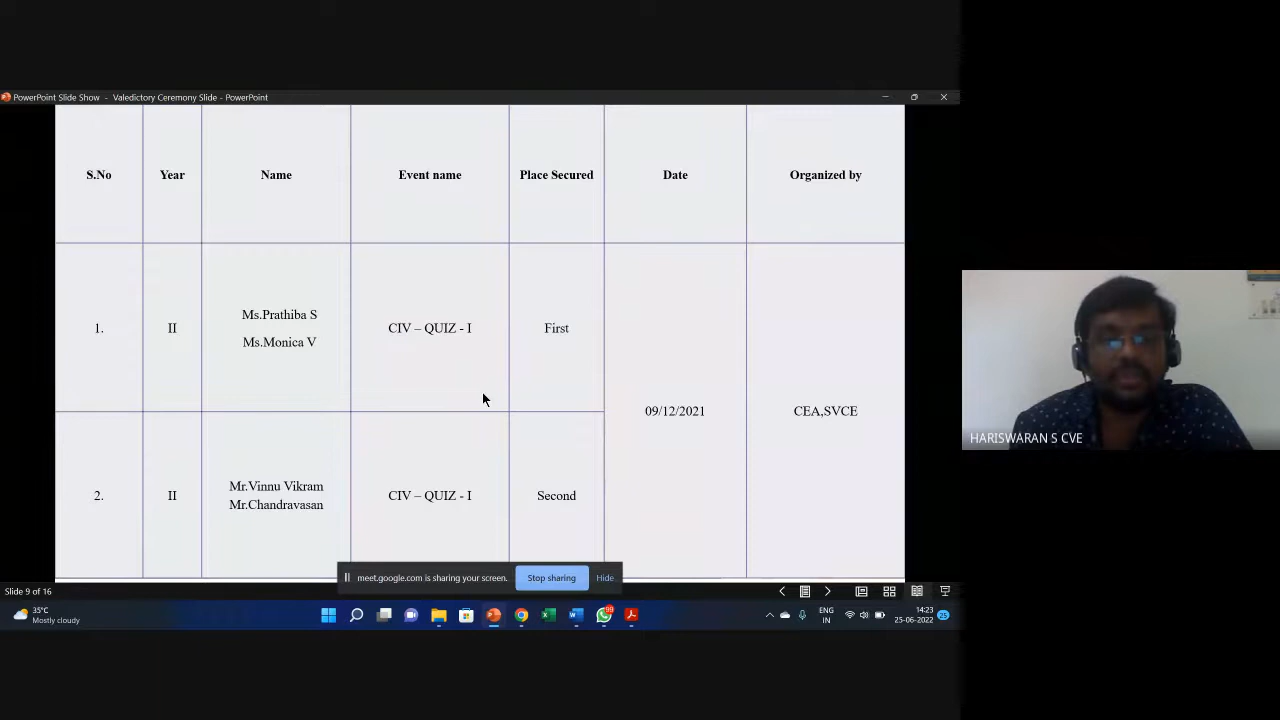 PowerPoint Slide Show - Valedictory Ceremony Slide - PowerPoint
S.No Year Name Event name Place Secured Date Organized by
1. II Ms.Prathiba S CIV – QUIZ - I First
Ms.Monica V
09/12/2021 CEA,SVCE
2. II Mr.Vinnu Vikram CIV – QUIZ - I Second
Mr.Chandravasan
HARISWARAN S CVE
meet.google.com is sharing your screen. Stop sharing Hide
Slide 9 of 16
35°C
Mostly cloudy
ENG
IN
14:23
25-06-2022
25
99